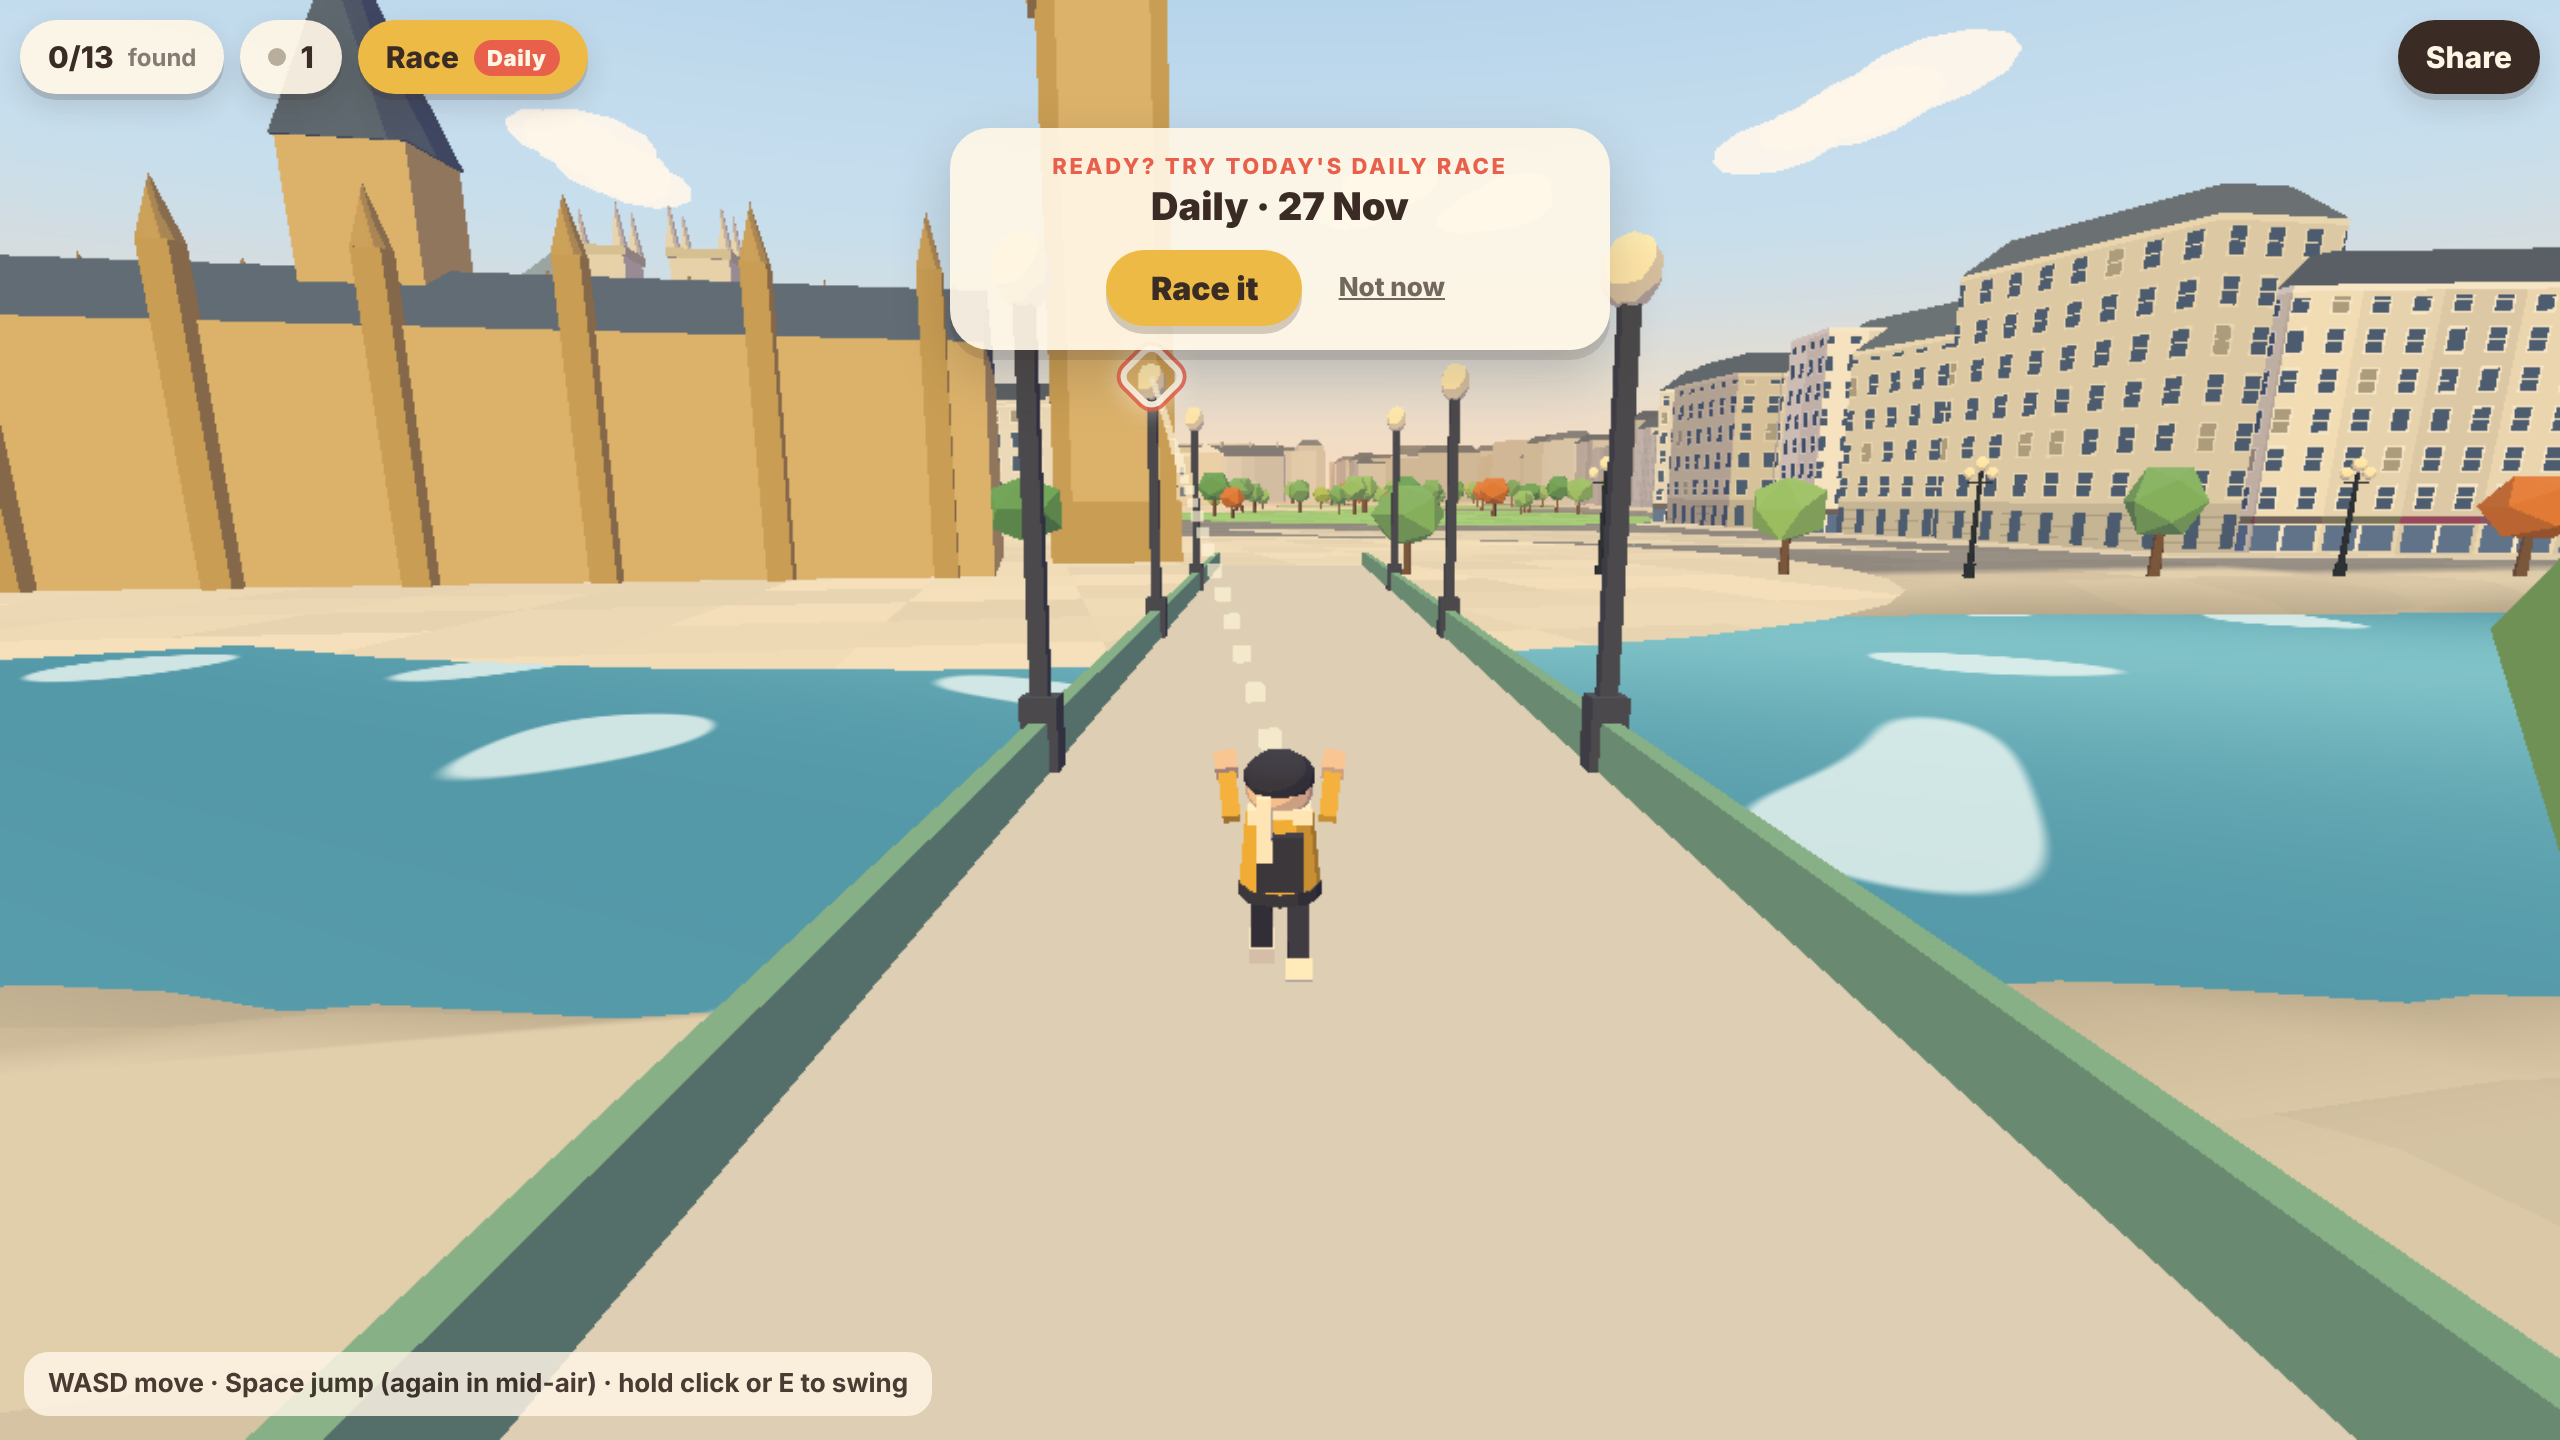 0/13 found
1
Race Daily
Share
READY? TRY TODAY'S DAILY RACE
Daily · 27 Nov
Race it
Not now
WASD move · Space jump (again in mid-air) · hold click or E to swing